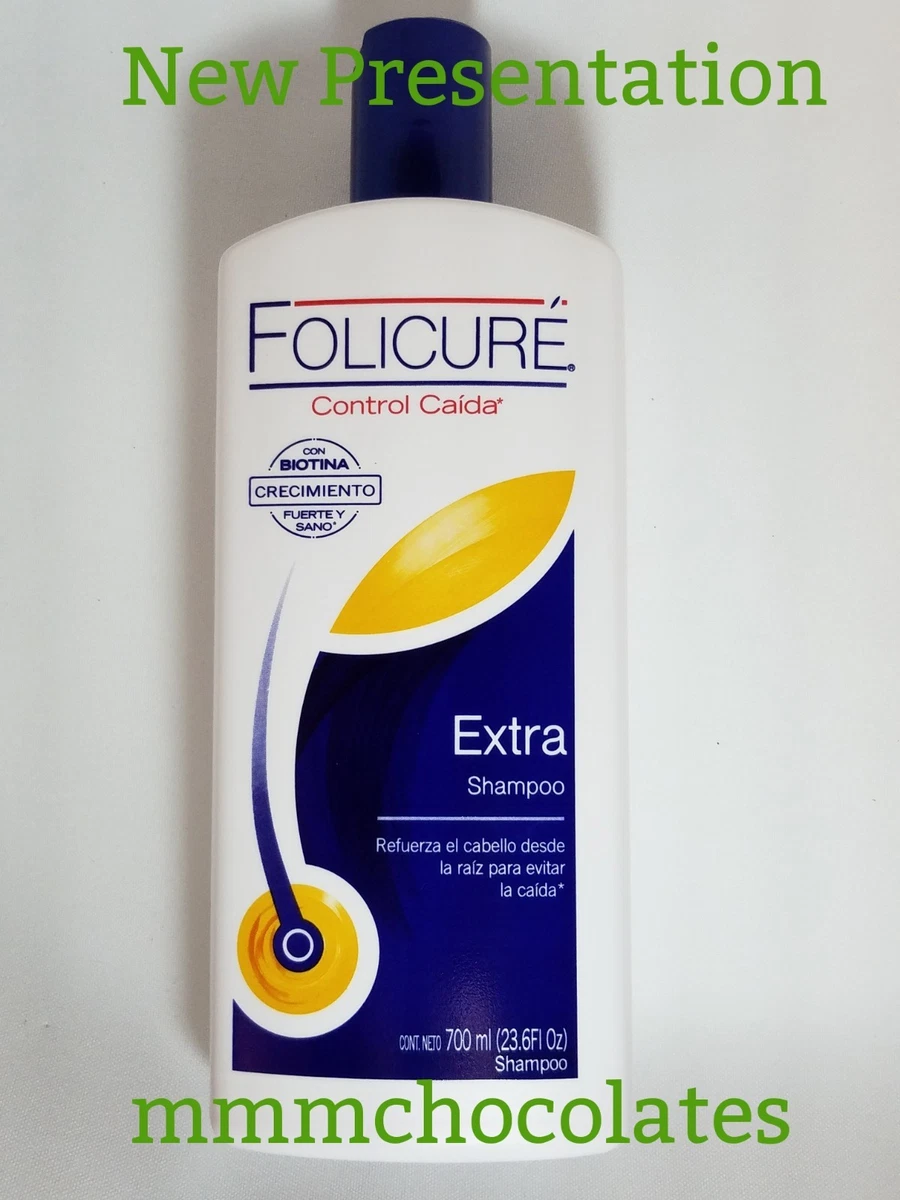 New Presentation
FOLICURÉ®
Control Caída*
CON
BIOTINA
CRECIMIENTO
FUERTE Y
SANO*
Extra
Shampoo
Refuerza el cabello desde
la raíz para evitar
la caída*
CONT. NETO 700 ml (23.6Fl Oz)
Shampoo
mmmchocolates